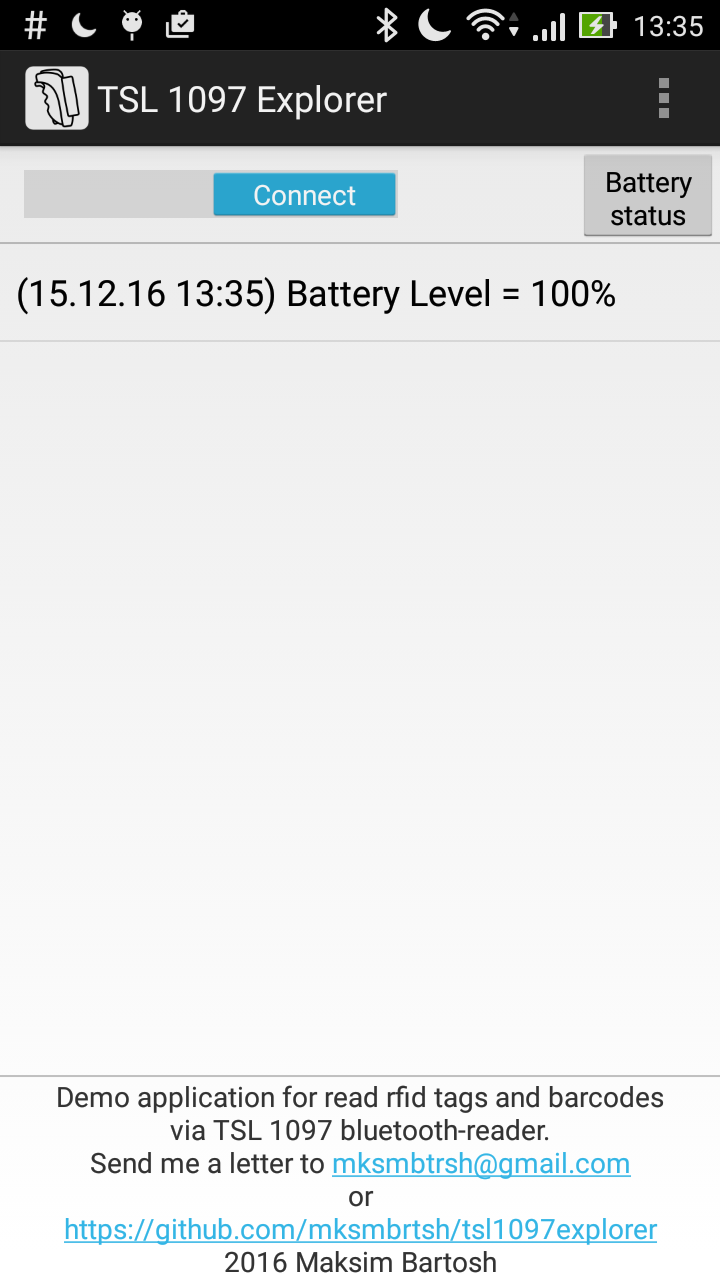 13:35
TSL 1097 Explorer
Connect
Battery
status
(15.12.16 13:35) Battery Level = 100%
Demo application for read rfid tags and barcodes
via TSL 1097 bluetooth-reader.
Send me a letter to mksmbtrsh@gmail.com
or
https://github.com/mksmbrtsh/tsl1097explorer
2016 Maksim Bartosh